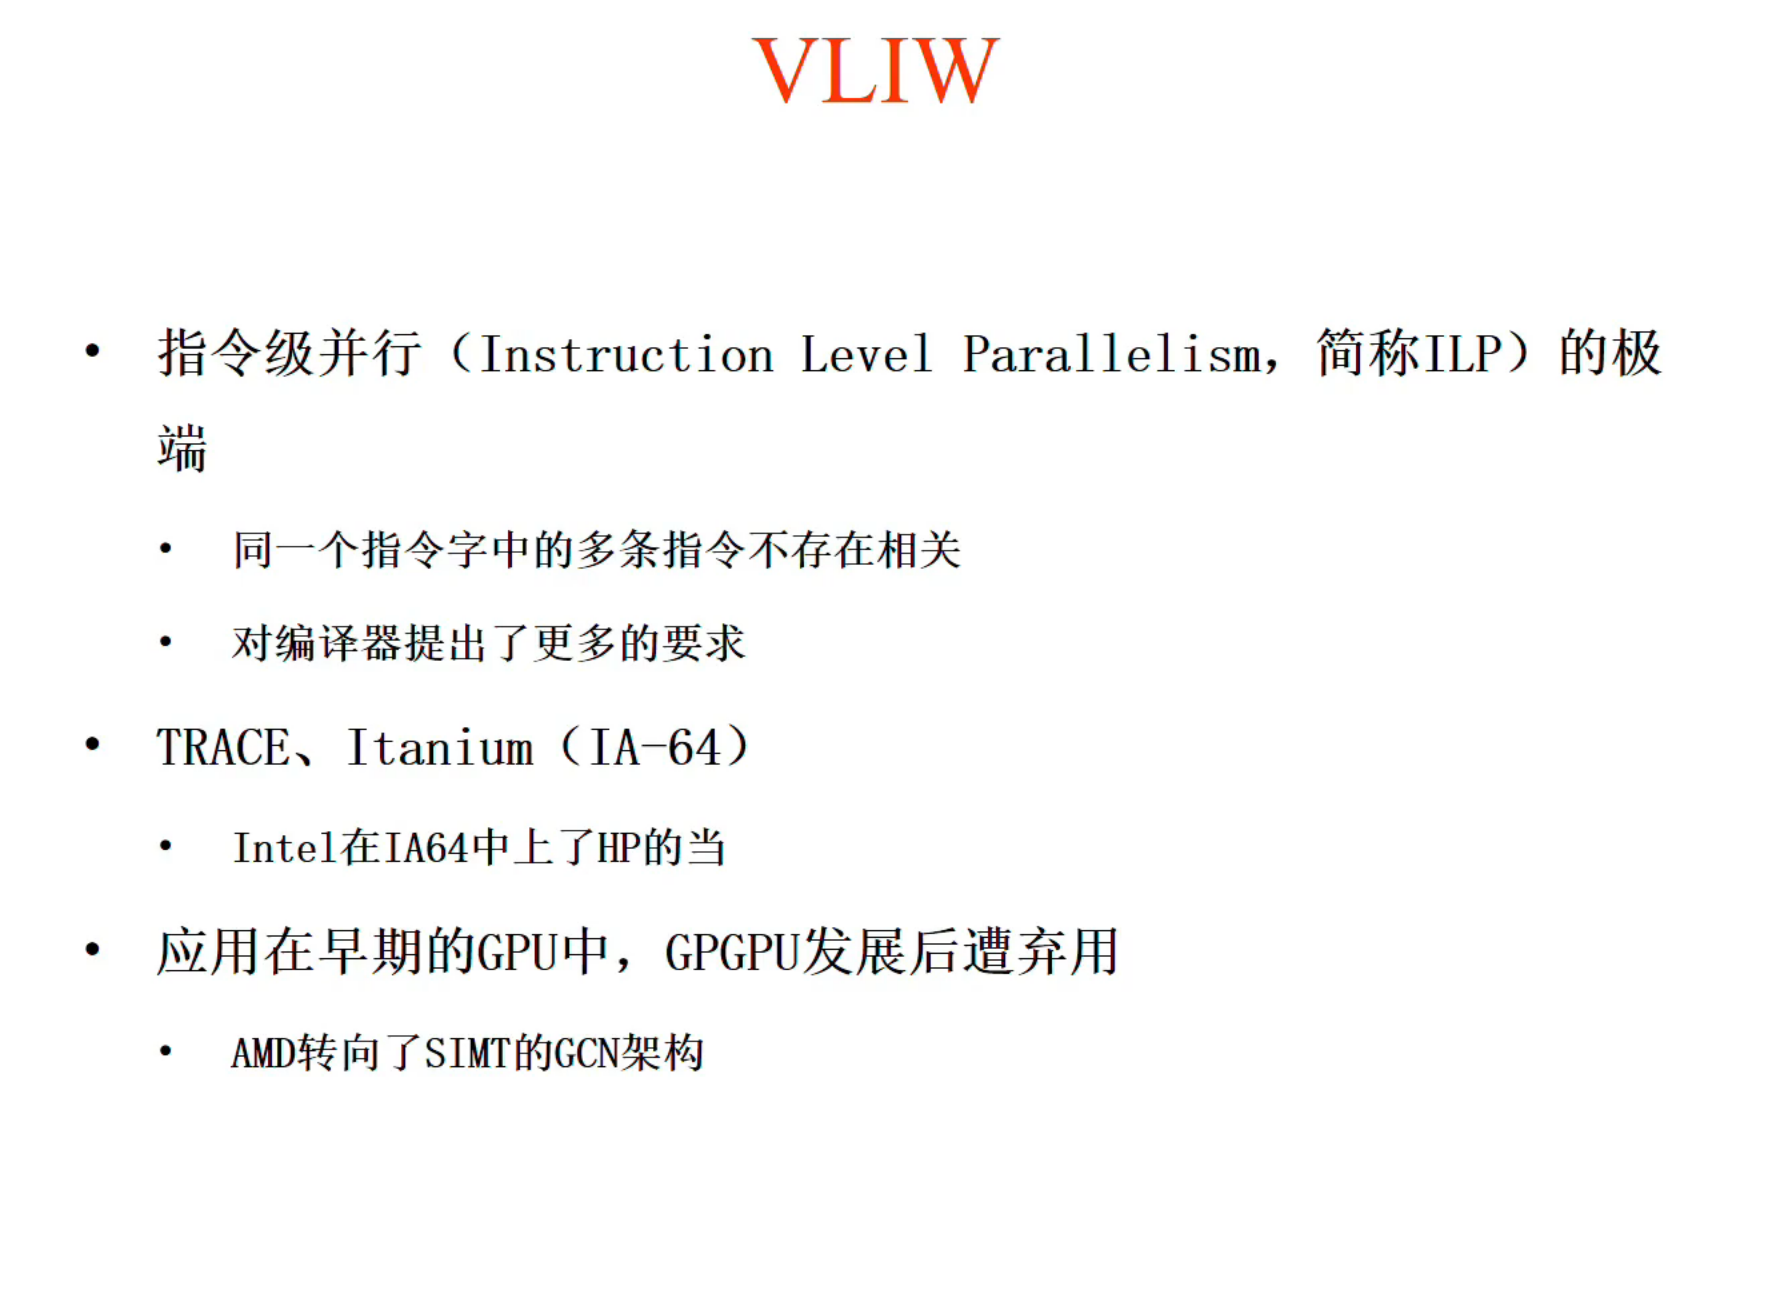 VLIW
• 指令级并行（Instruction Level Parallelism，简称ILP）的极
端
• 同一个指令字中的多条指令不存在相关
• 对编译器提出了更多的要求
• TRACE、Itanium（IA-64）
• Intel在IA64中上了HP的当
• 应用在早期的GPU中，GPGPU发展后遭弃用
• AMD转向了SIMT的GCN架构